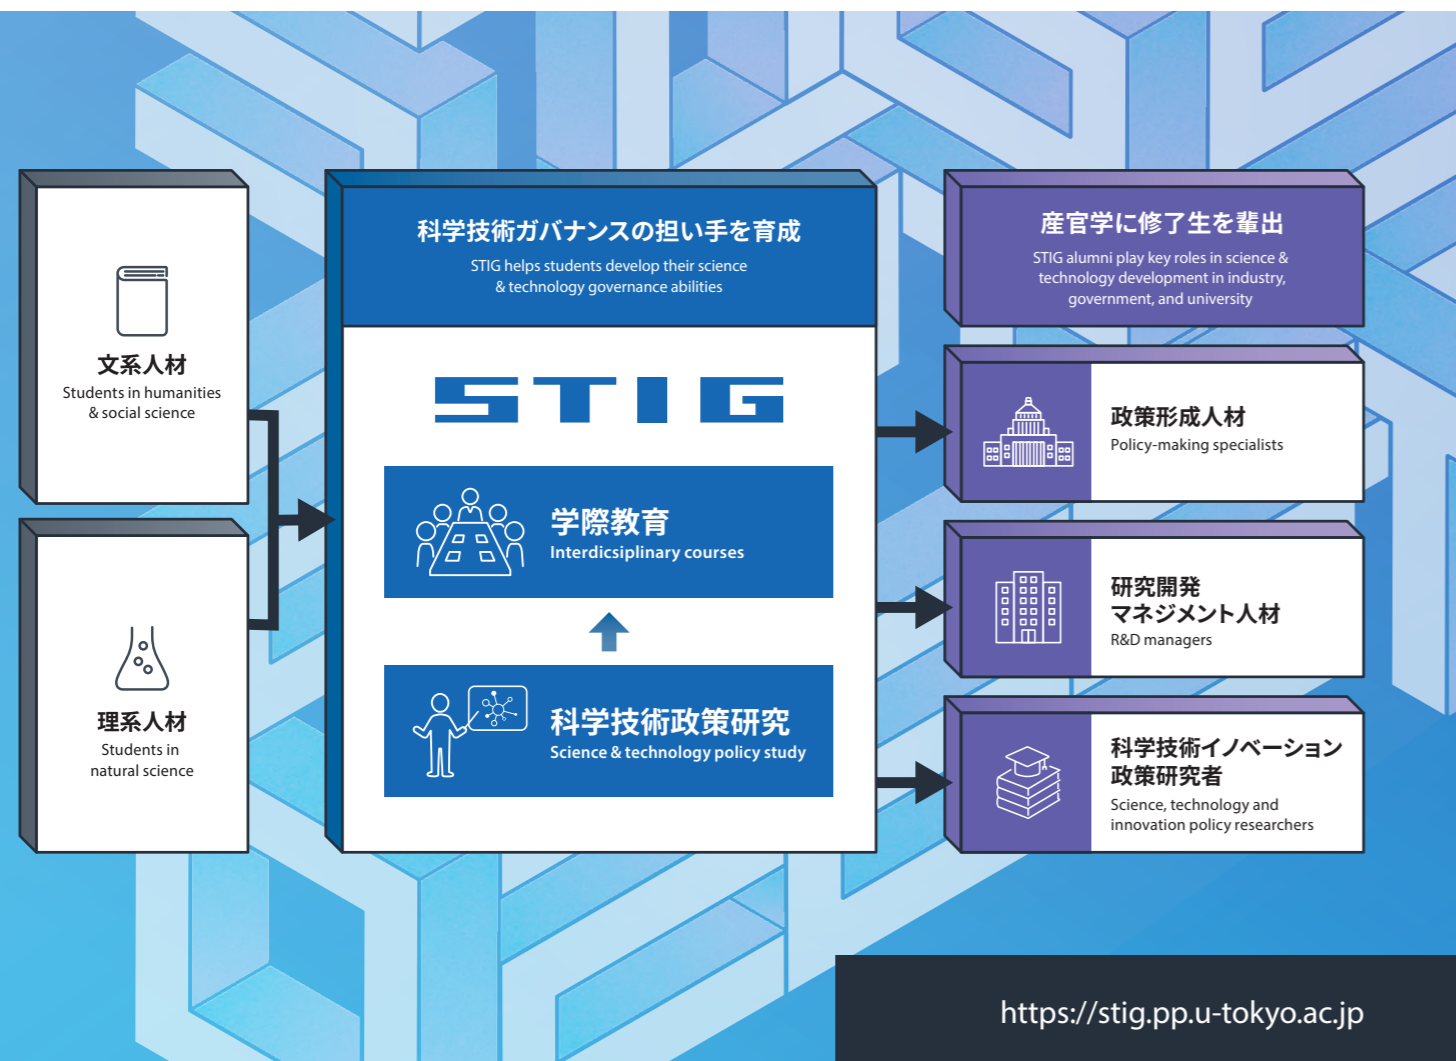 文系人材
Students in humanities
& social science
理系人材
Students in
natural science
科学技術ガバナンスの担い手を育成
STIG helps students develop their science
& technology governance abilities
STIG
学際教育
Interdicsiplinary courses
科学技術政策研究
Science & technology policy study
産官学に修了生を輩出
STIG alumni play key roles in science &
technology development in industry,
government, and university
政策形成人材
Policy-making specialists
研究開発
マネジメント人材
R&D managers
科学技術イノベーション
政策研究者
Science, technology and
innovation policy researchers
https://stig.pp.u-tokyo.ac.jp